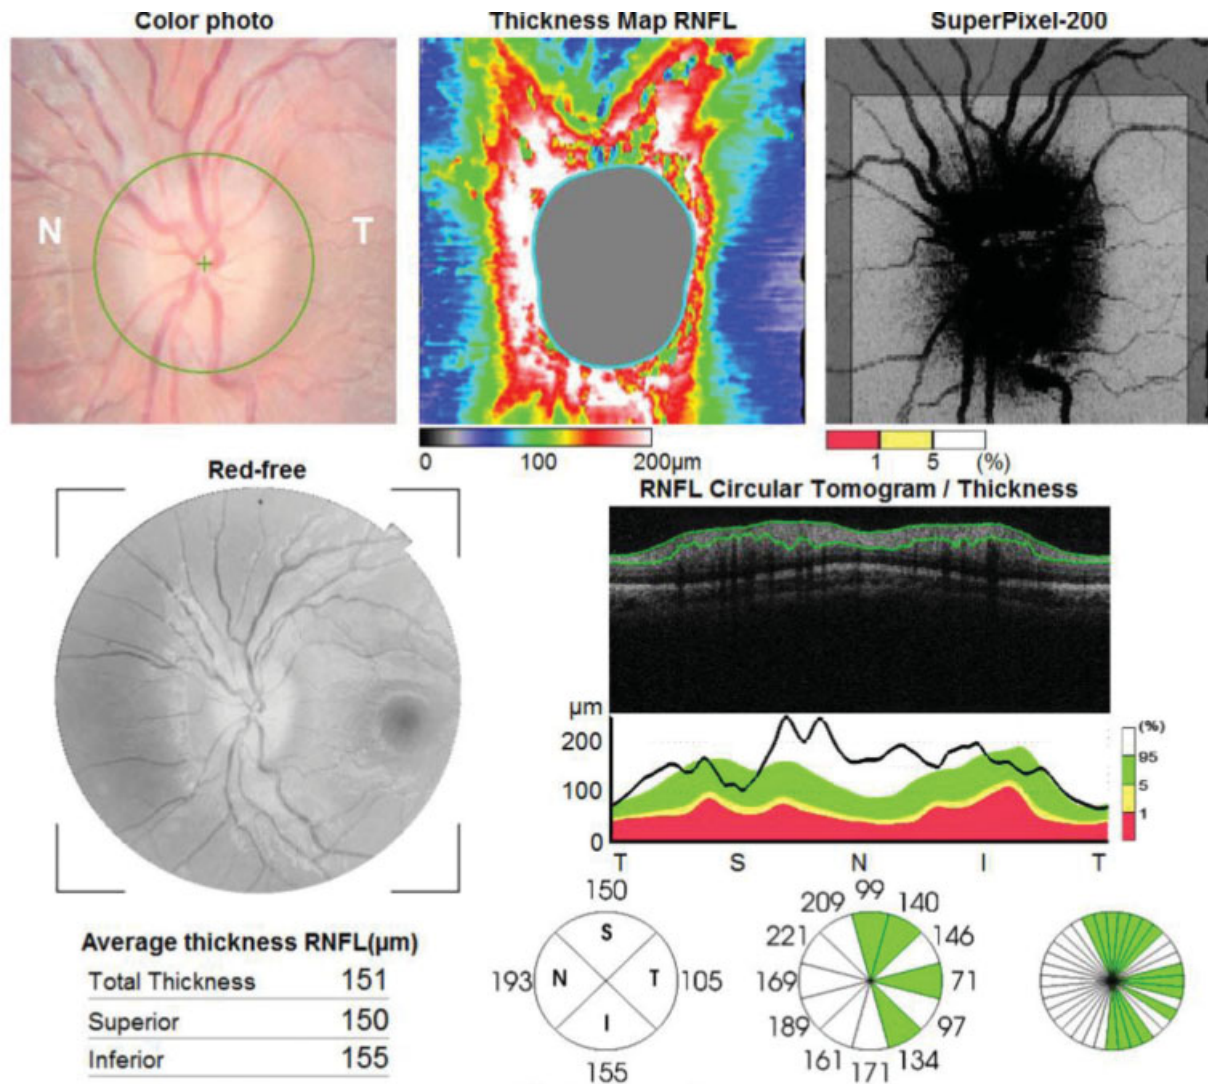 Color photo
Thickness Map RNFL
SuperPixel-200
N
T
0 100 200µm
1 5 (%)
Red-free
RNFL Circular Tomogram / Thickness
µm
200
100
0
(%)
95
5
1
T S N I T
Average thickness RNFL(µm)
Total Thickness 151
Superior 150
Inferior 155
150
S
193 N T 105
I
155
99
209 140
221 146
169 71
189 97
161 134
171